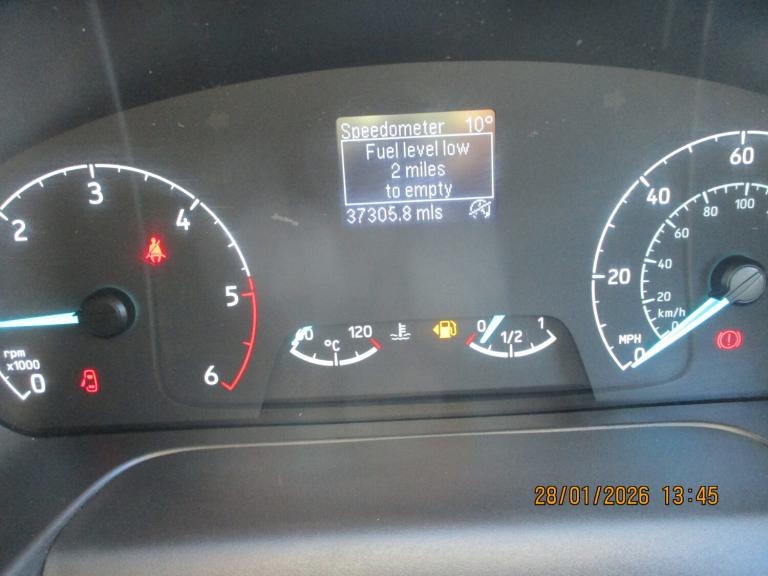 Speedometer 10°
Fuel level low
2 miles
to empty
37305.8 mls
2
3
4
5
6
rpm
x1000
0
60 120
°C
0 1/2 1
20
40
60
20
40
60
80
100
km/h
0
MPH
0
28/01/2026 13:45